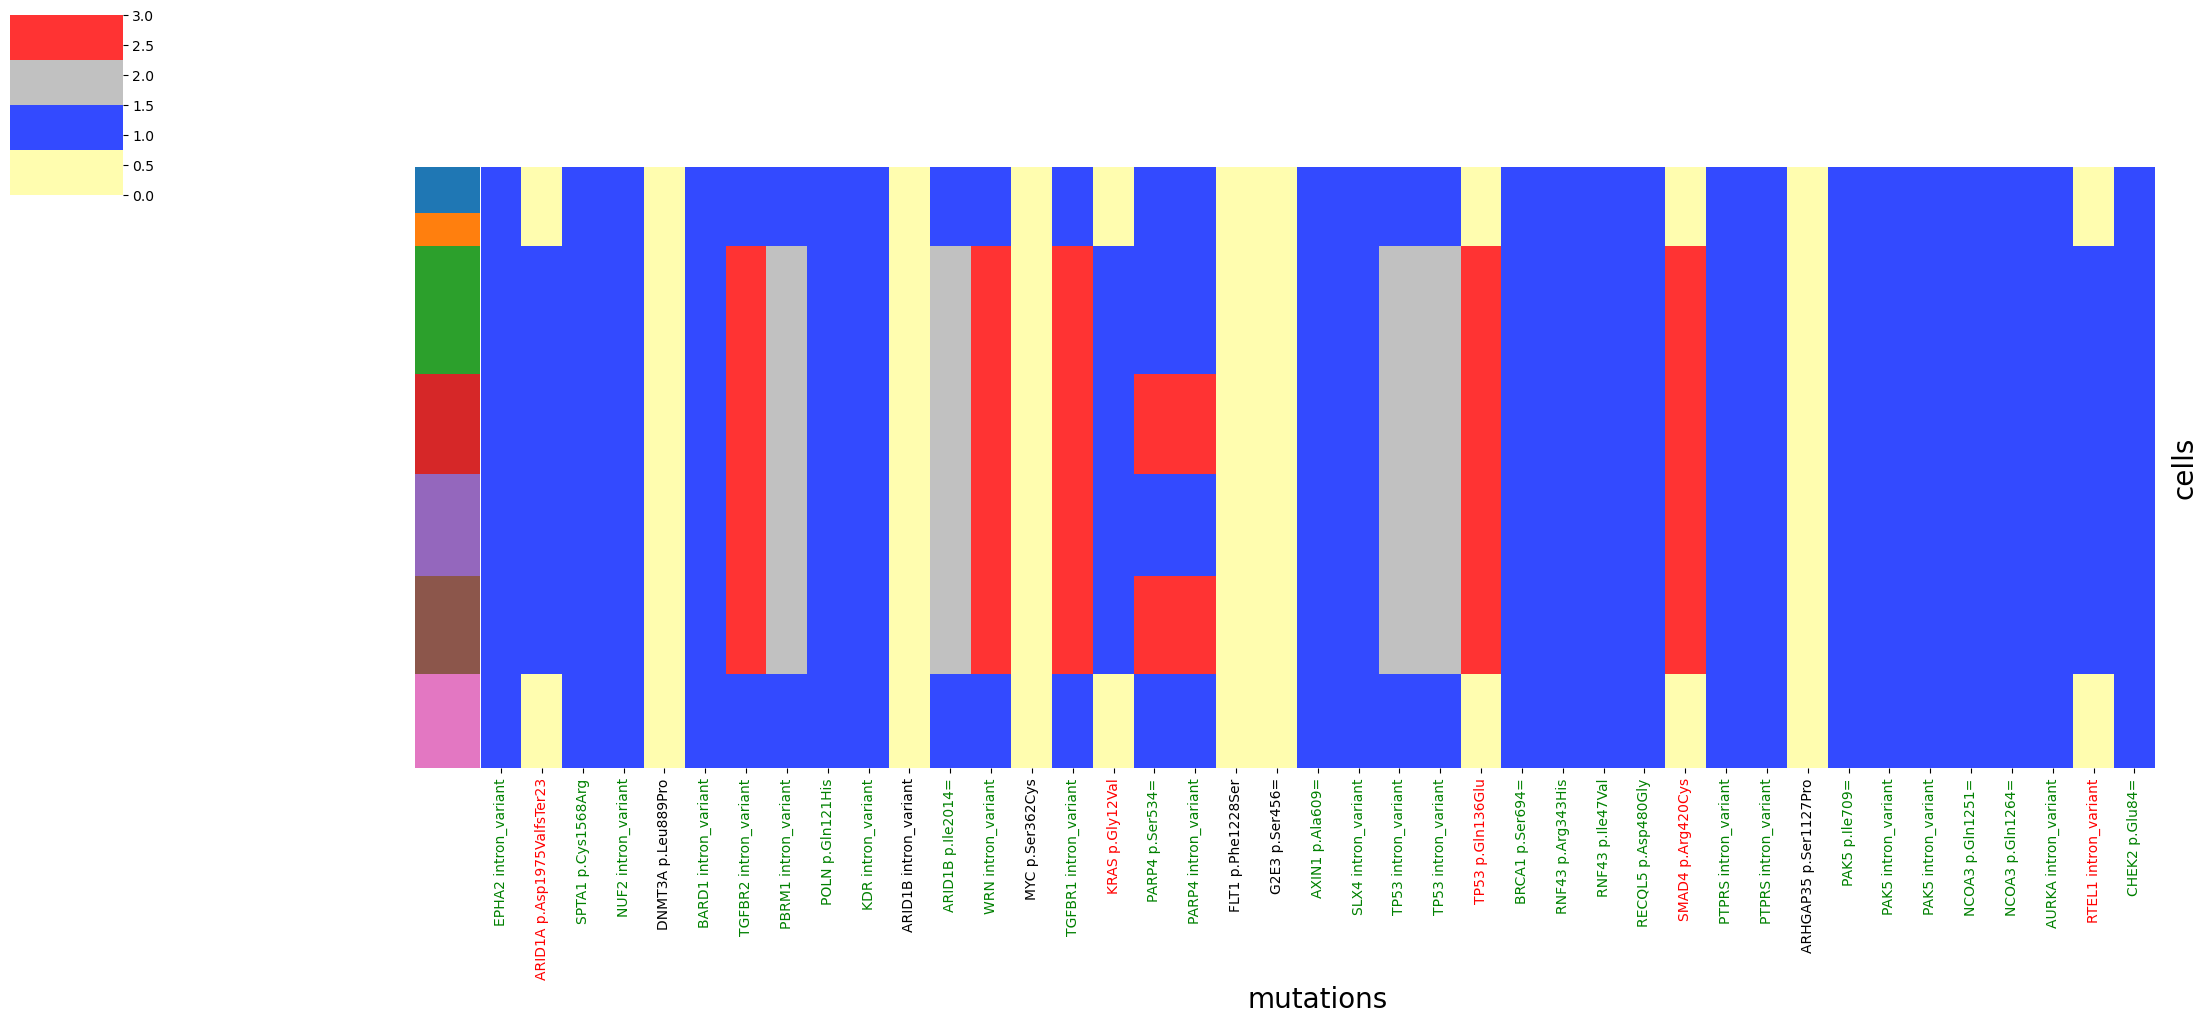 3.0
2.5
2.0
1.5
1.0
0.5
0.0
cells
EPHA2 intron_variant
ARID1A p.Asp1975ValfsTer23
SPTA1 p.Cys1568Arg
NUF2 intron_variant
DNMT3A p.Leu889Pro
BARD1 intron_variant
TGFBR2 intron_variant
PBRM1 intron_variant
POLN p.Gln121His
KDR intron_variant
ARID1B intron_variant
ARID1B p.Ile2014=
WRN intron_variant
MYC p.Ser362Cys
TGFBR1 intron_variant
KRAS p.Gly12Val
PARP4 p.Ser534=
PARP4 intron_variant
FLT1 p.Phe1228Ser
G2E3 p.Ser456=
AXIN1 p.Ala609=
SLX4 intron_variant
TP53 intron_variant
TP53 intron_variant
TP53 p.Gln136Glu
BRCA1 p.Ser694=
RNF43 p.Arg343His
RNF43 p.Ile47Val
RECQL5 p.Asp480Gly
SMAD4 p.Arg420Cys
PTPRS intron_variant
PTPRS intron_variant
ARHGAP35 p.Ser1127Pro
PAK5 p.Ile709=
PAK5 intron_variant
PAK5 intron_variant
NCOA3 p.Gln1251=
NCOA3 p.Gln1264=
AURKA intron_variant
RTEL1 intron_variant
CHEK2 p.Glu84=
mutations